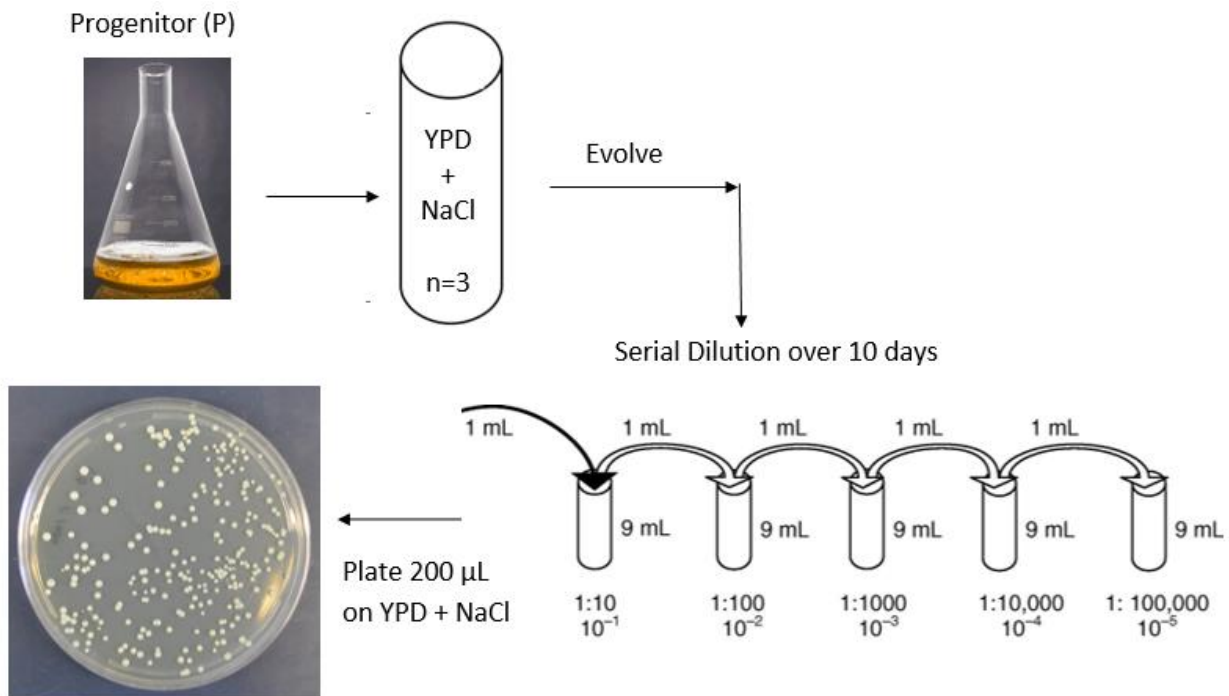 Progenitor (P)
YPD
+
NaCl
n=3
Evolve
Serial Dilution over 10 days
1 mL 1 mL 1 mL 1 mL 1 mL
9 mL 9 mL 9 mL 9 mL 9 mL
1:10 1:100 1:1000 1:10,000 1: 100,000
10⁻¹ 10⁻² 10⁻³ 10⁻⁴ 10⁻⁵
Plate 200 µL
on YPD + NaCl